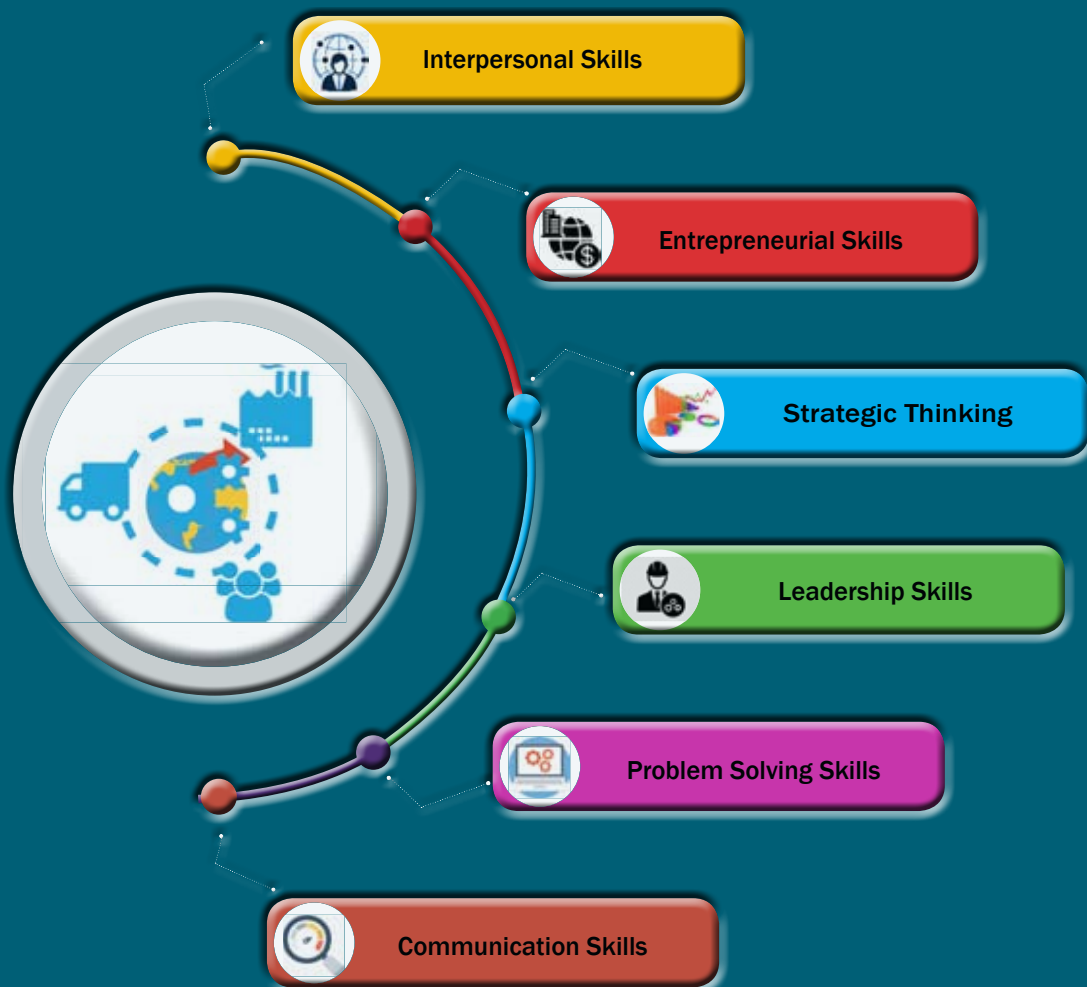 Interpersonal Skills
Entrepreneurial Skills
Strategic Thinking
Leadership Skills
Problem Solving Skills
Communication Skills